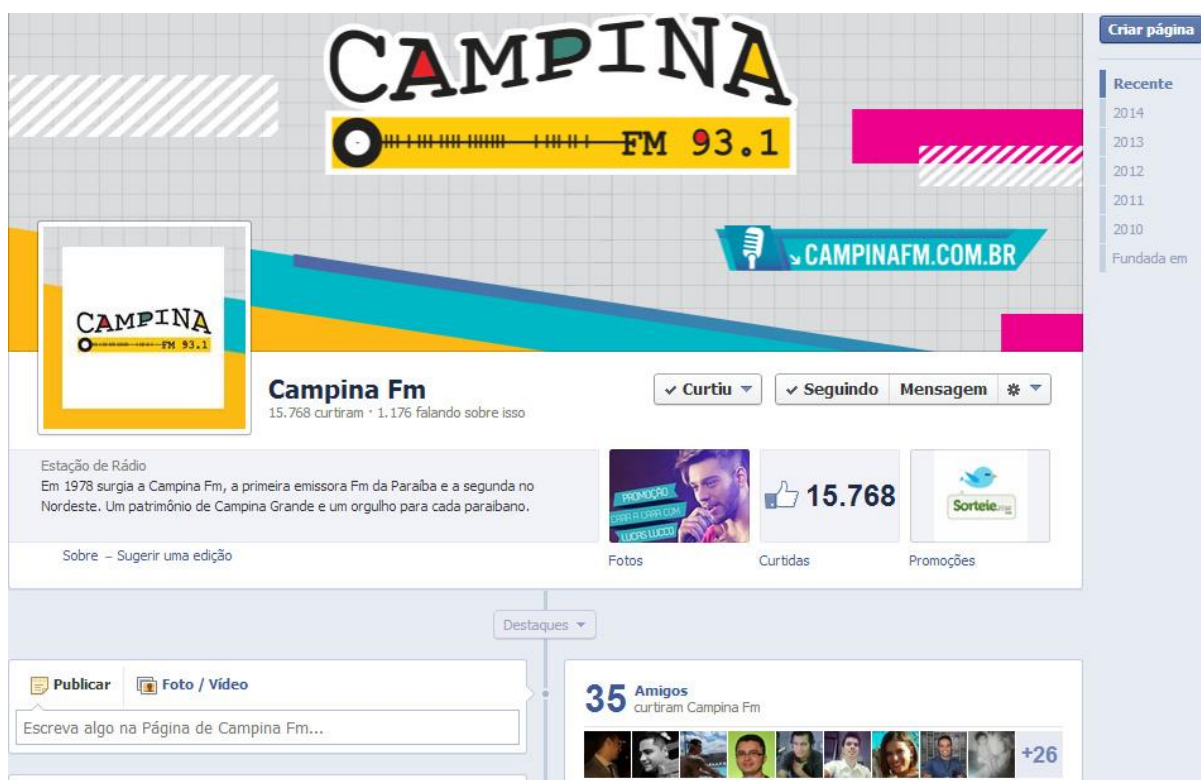 CAMPINA
FM 93.1
CAMPINAFM.COM.BR
Criar página
Recente
2014
2013
2012
2011
2010
Fundada em
CAMPINA
FM 93.1
Campina Fm
15.768 curtiram · 1.176 falando sobre isso
Curtiu
Seguindo
Mensagem
Estação de Rádio
Em 1978 surgia a Campina Fm, a primeira emissora Fm da Paraíba e a segunda no
Nordeste. Um patrimônio de Campina Grande e um orgulho para cada paraibano.
Sobre – Sugerir uma edição
PROMOÇÃO
CARA A CARA COM
LUCAS LUCCO
Fotos
15.768
Curtidas
Sorteie
Promoções
Destaques
Publicar
Foto / Vídeo
Escreva algo na Página de Campina Fm...
35 Amigos
curtiram Campina Fm
+26